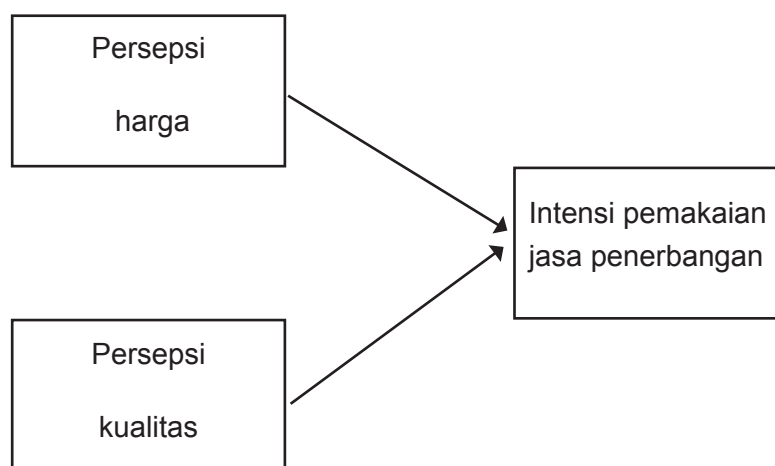 Persepsi
harga
Intensi pemakaian
jasa penerbangan
Persepsi
kualitas